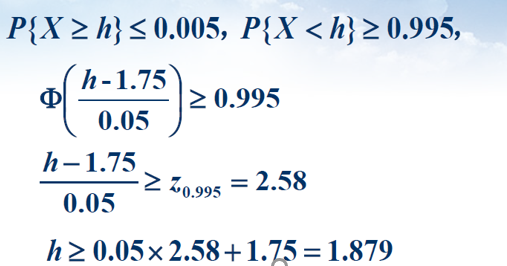 P{X ≥ h} ≤ 0.005, P{X < h} ≥ 0.995,
Φ((h-1.75)/0.05) ≥ 0.995
(h-1.75)/0.05 ≥ z_{0.995} = 2.58
h ≥ 0.05×2.58+1.75=1.879